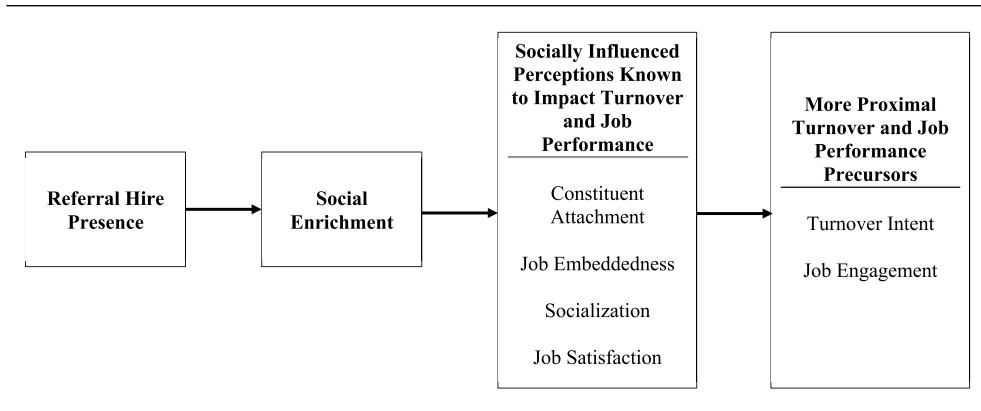 Referral Hire
Presence
Social
Enrichment
Socially Influenced
Perceptions Known
to Impact Turnover
and Job
Performance
Constituent
Attachment
Job Embeddedness
Socialization
Job Satisfaction
More Proximal
Turnover and Job
Performance
Precursors
Turnover Intent
Job Engagement